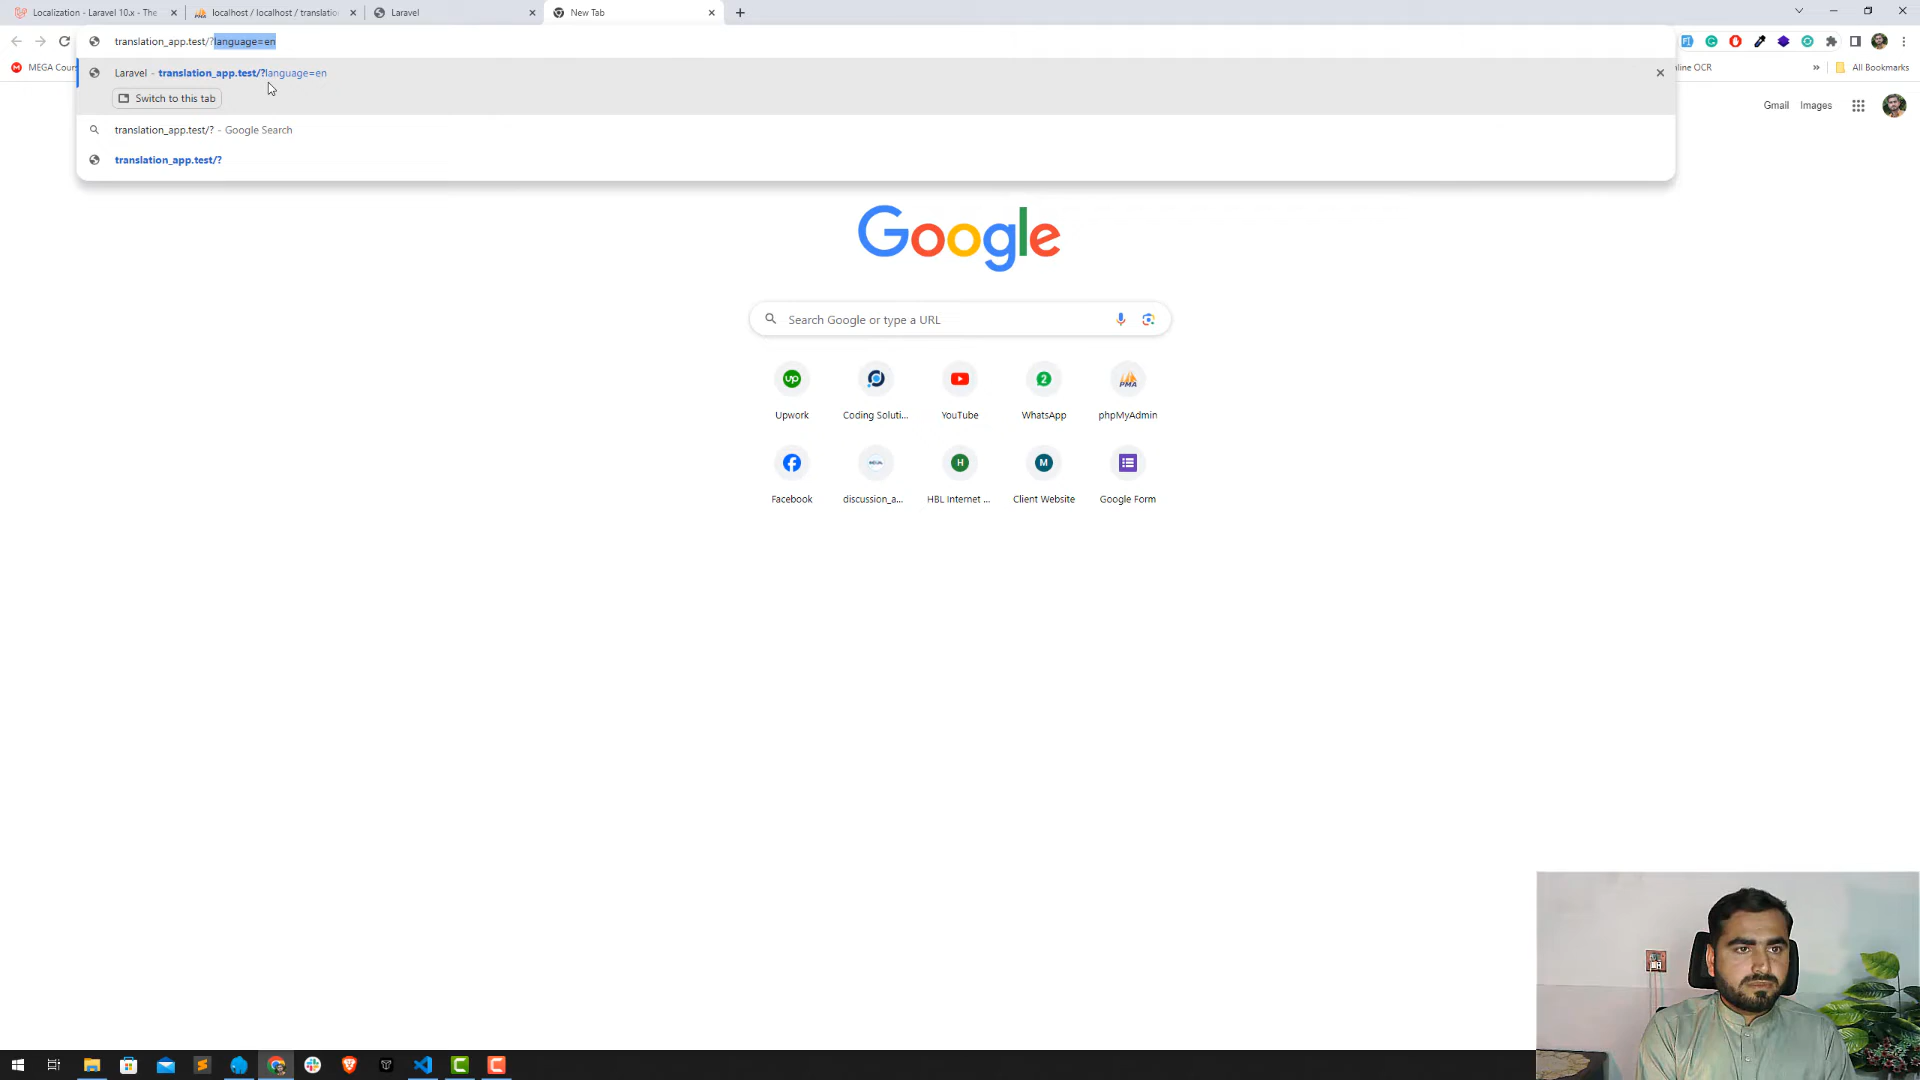 Localization - Laravel 10.x - The
localhost / localhost / translatio
Laravel
New Tab
translation_app.test/?language=en
MEGA Cour
Laravel - translation_app.test/?language=en
Switch to this tab
translation_app.test/? - Google Search
translation_app.test/?
line OCR
»
All Bookmarks
Gmail
Images
Google
Search Google or type a URL
Upwork
Coding Soluti...
YouTube
WhatsApp
phpMyAdmin
Facebook
discussion_a...
HBL Internet ...
Client Website
Google Form